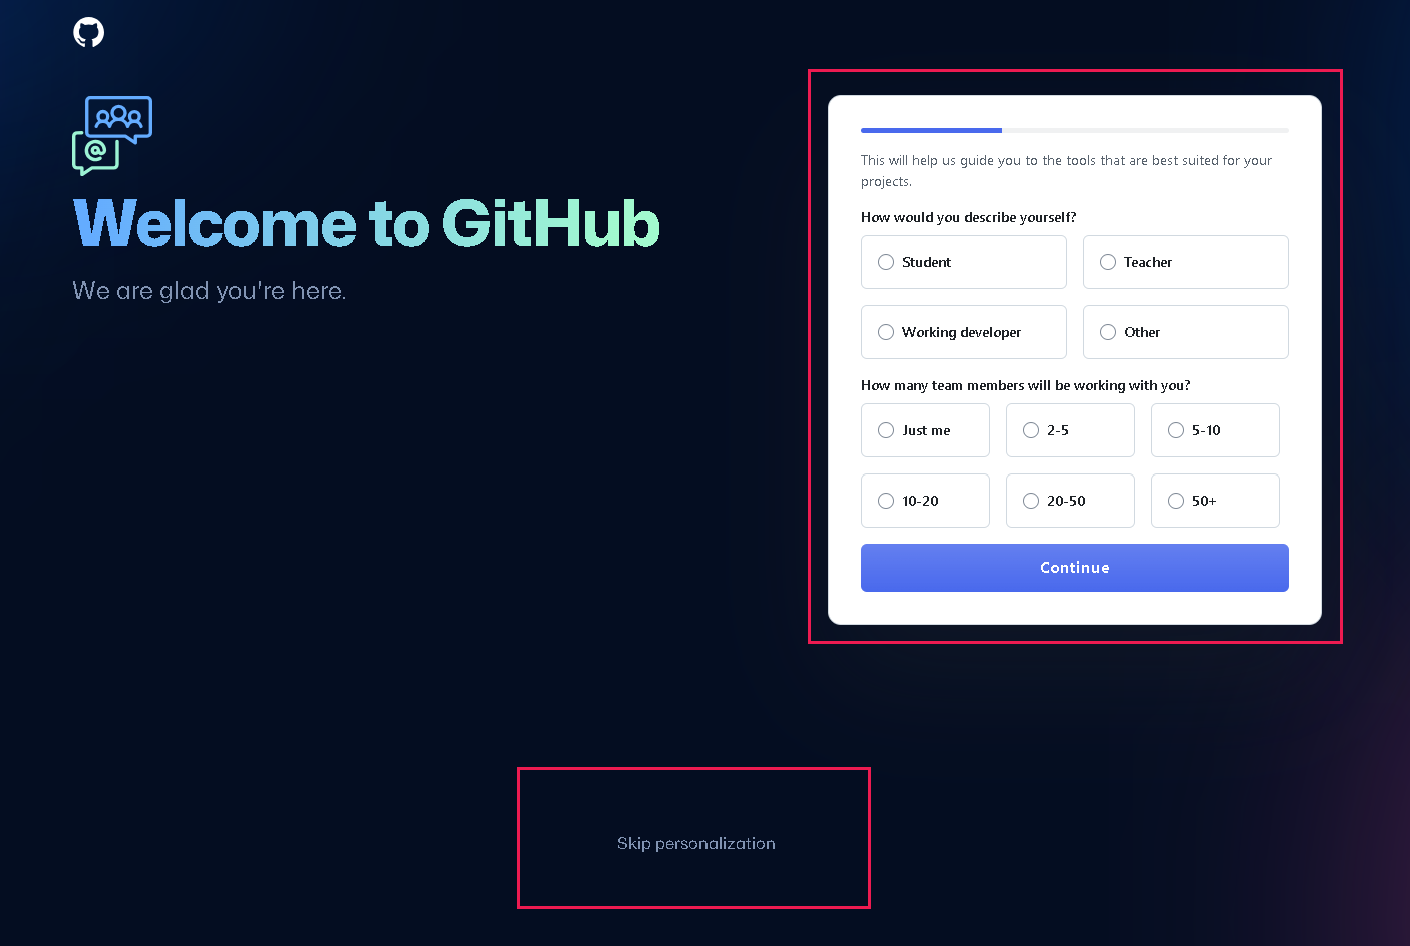 Welcome to GitHub
We are glad you're here.
This will help us guide you to the tools that are best suited for your
projects.
How would you describe yourself?
Student
Teacher
Working developer
Other
How many team members will be working with you?
Just me
2-5
5-10
10-20
20-50
50+
Continue
Skip personalization